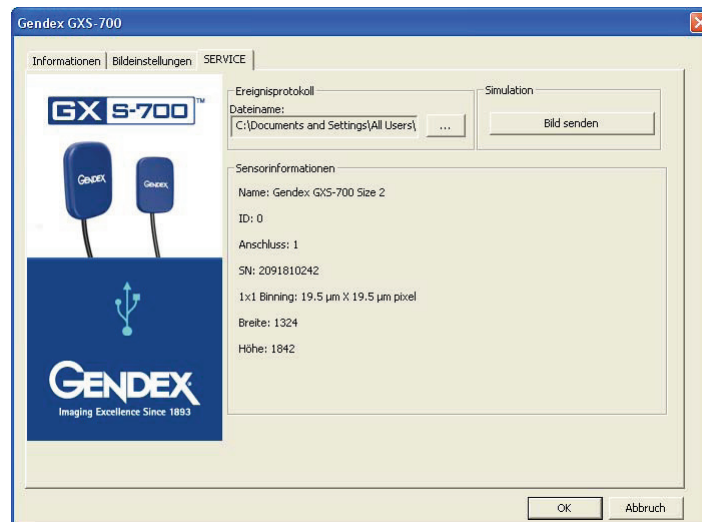 Gendex GXS-700
Informationen Bildeinstellungen SERVICE
GX S-700™
GENDEX GENDEX
GENDEX
Imaging Excellence Since 1893
Ereignisprotokoll
Dateiname:
C:\Documents and Settings\All Users\ ...
Simulation
Bild senden
Sensorinformationen
Name: Gendex GXS-700 Size 2
ID: 0
Anschluss: 1
SN: 2091810242
1x1 Binning: 19.5 µm X 19.5 µm pixel
Breite: 1324
Höhe: 1842
OK Abbruch